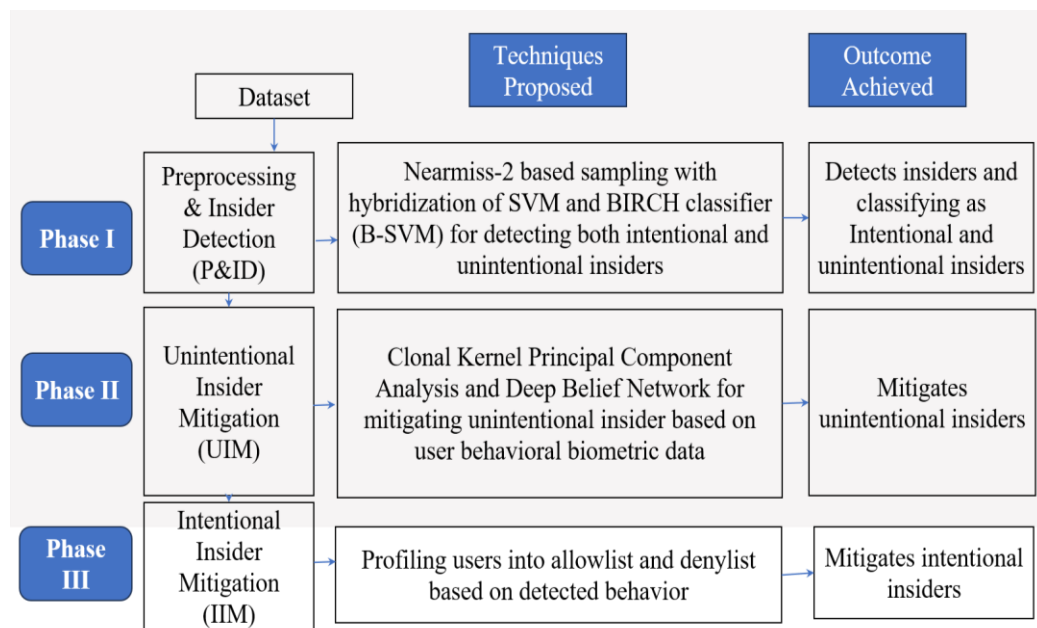 Techniques
Proposed
Outcome
Achieved
Dataset
Phase I
Preprocessing
& Insider
Detection
(P&ID)
Nearmiss-2 based sampling with
hybridization of SVM and BIRCH classifier
(B-SVM) for detecting both intentional and
unintentional insiders
Detects insiders and
classifying as
Intentional and
unintentional insiders
Phase II
Unintentional
Insider
Mitigation
(UIM)
Clonal Kernel Principal Component
Analysis and Deep Belief Network for
mitigating unintentional insider based on
user behavioral biometric data
Mitigates
unintentional insiders
Phase
III
Intentional
Insider
Mitigation
(IIM)
Profiling users into allowlist and denylist
based on detected behavior
Mitigates intentional
insiders